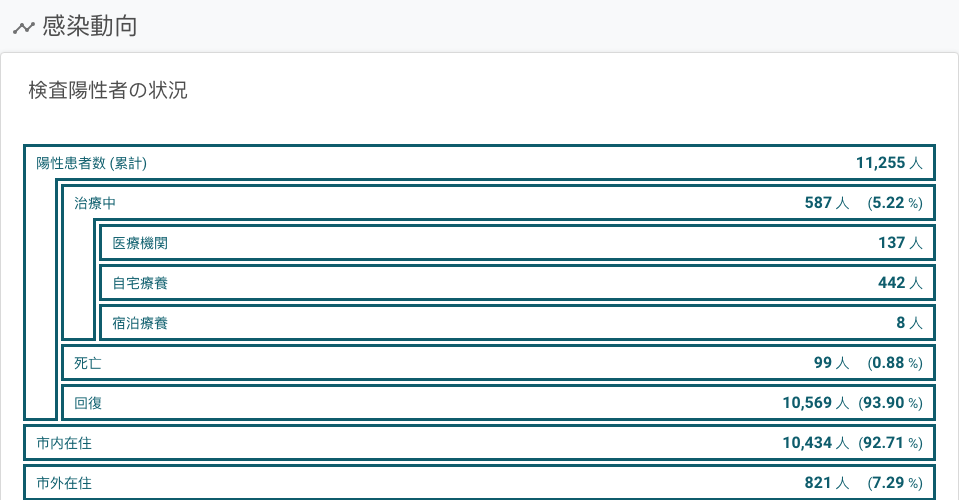 感染動向
検査陽性者の状況
陽性患者数 (累計) 11,255 人
治療中 587 人 (5.22 %)
医療機関 137 人
自宅療養 442 人
宿泊療養 8 人
死亡 99 人 (0.88 %)
回復 10,569 人 (93.90 %)
市内在住 10,434 人 (92.71 %)
市外在住 821 人 (7.29 %)